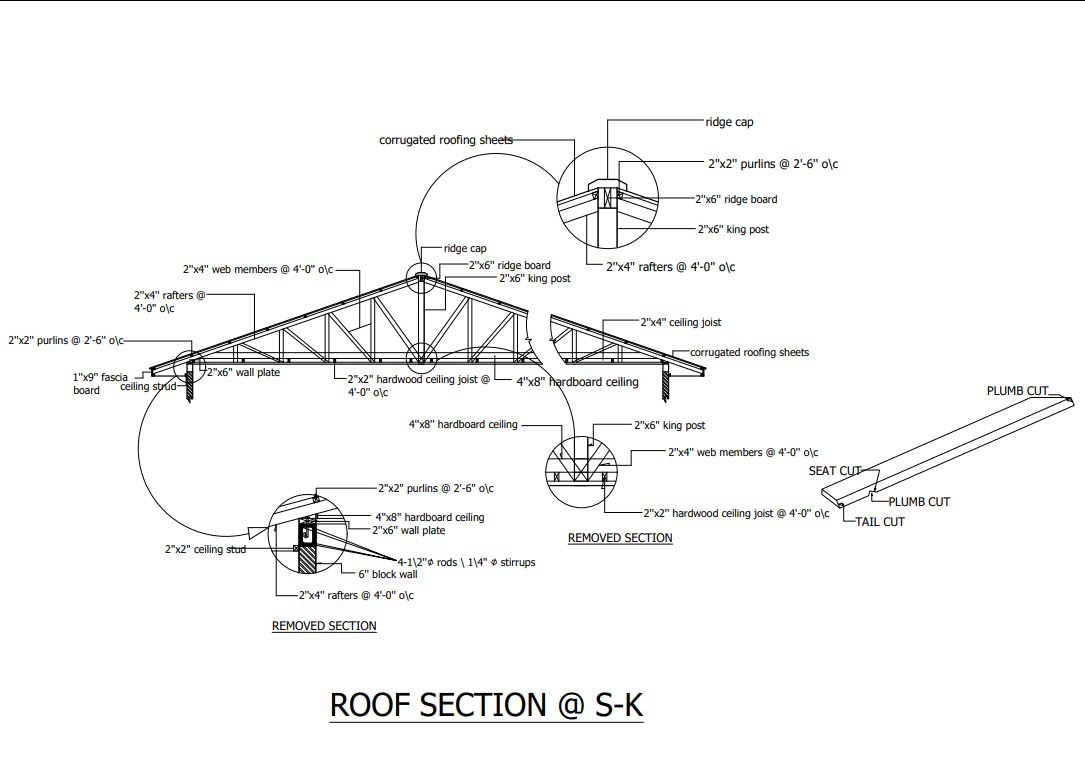 ridge cap
corrugated roofing sheets
2"x2" purlins @ 2'-6" o\c
2"x6" ridge board
2"x6" king post
2"x4" rafters @ 4'-0" o\c
ridge cap
2"x4" web members @ 4'-0" o\c
2"x6" ridge board
2"x6" king post
2"x4" rafters @
4'-0" o\c
2"x4" ceiling joist
2"x2" purlins @ 2'-6" o\c
corrugated roofing sheets
1"x9" fascia
board
ceiling strud
2"x6" wall plate
2"x2" hardwood ceiling joist @
4'-0" o\c
4"x8" hardboard ceiling
PLUMB CUT
4"x8" hardboard ceiling
2"x6" king post
2"x4" web members @ 4'-0" o\c
SEAT CUT
2"x2" purlins @ 2'-6" o\c
PLUMB CUT
4"x8" hardboard ceiling
2"x2" hardwood ceiling joist @ 4'-0" o\c
TAIL CUT
2"x6" wall plate
REMOVED SECTION
2"x2" ceiling stud
4-1\2"ϕ rods \ 1\4" ϕ stirrups
6" block wall
2"x4" rafters @ 4'-0" o\c
REMOVED SECTION
ROOF SECTION @ S-K